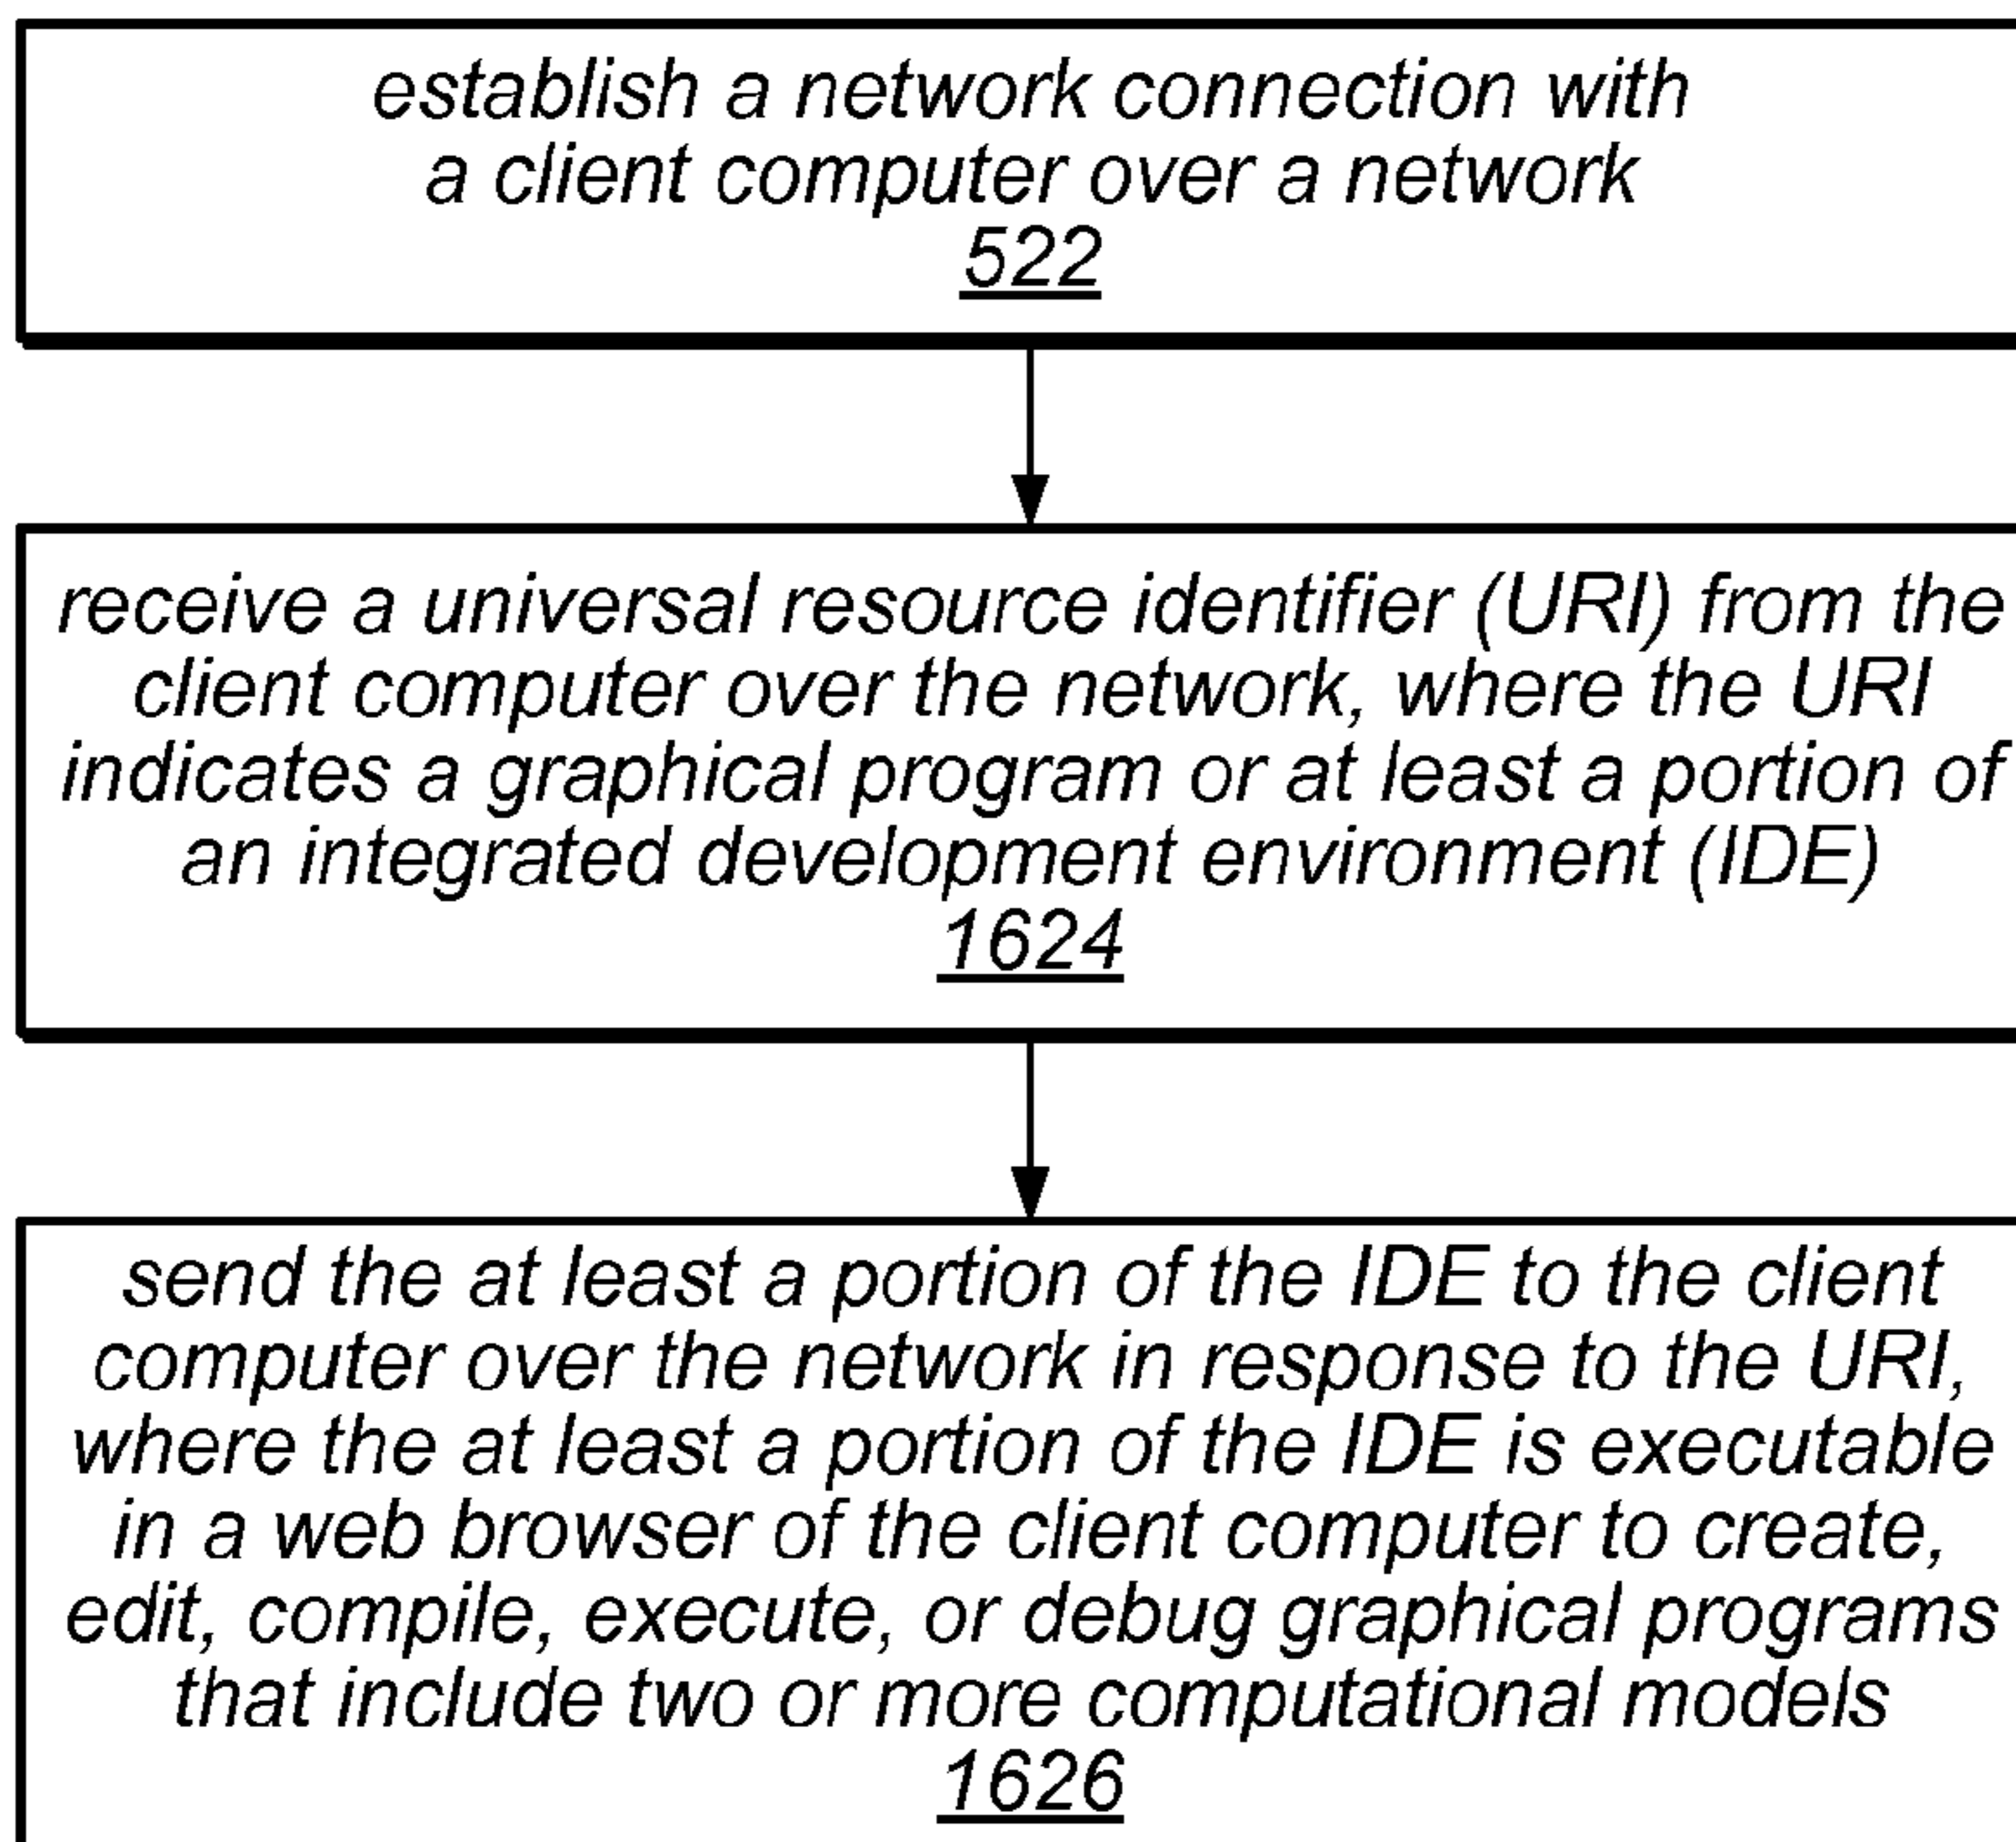 establish a network connection with
a client computer over a network
522
receive a universal resource identifier (URI) from the
client computer over the network, where the URI
indicates a graphical program or at least a portion of
an integrated development environment (IDE)
1624
send the at least a portion of the IDE to the client
computer over the network in response to the URI,
where the at least a portion of the IDE is executable
in a web browser of the client computer to create,
edit, compile, execute, or debug graphical programs
that include two or more computational models
1626